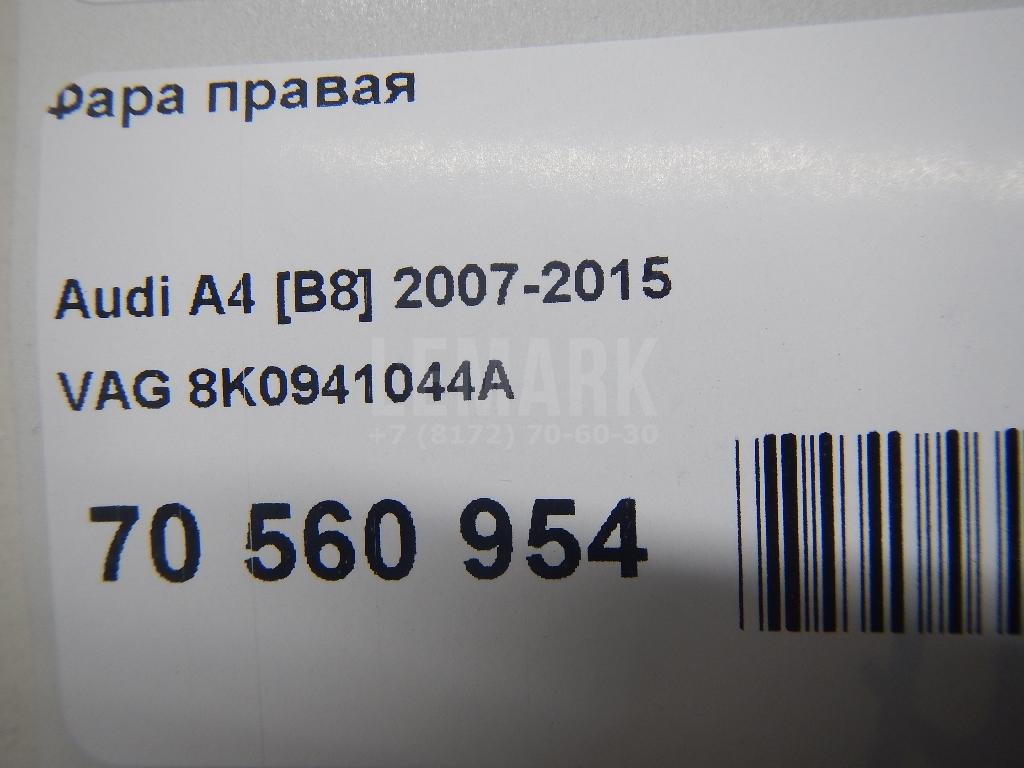 Фара правая
Audi A4 [B8] 2007-2015
VAG 8K0941044A
LEMARK
+7 (8172) 70-60-30
70 560 954